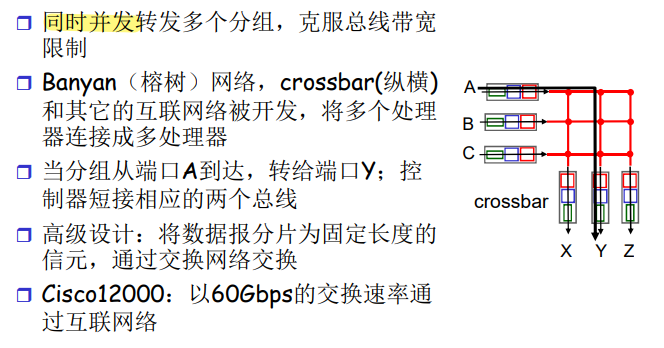 同时并发转发多个分组，克服总线带宽
限制
Banyan（榕树）网络，crossbar(纵横)
和其它的互联网络被开发，将多个处理
器连接成多处理器
当分组从端口A到达，转给端口Y；控
制器短接相应的两个总线
高级设计：将数据报分片为固定长度的
信元，通过交换网络交换
Cisco12000：以60Gbps的交换速率通
过互联网络
A
B
C
crossbar
X Y Z